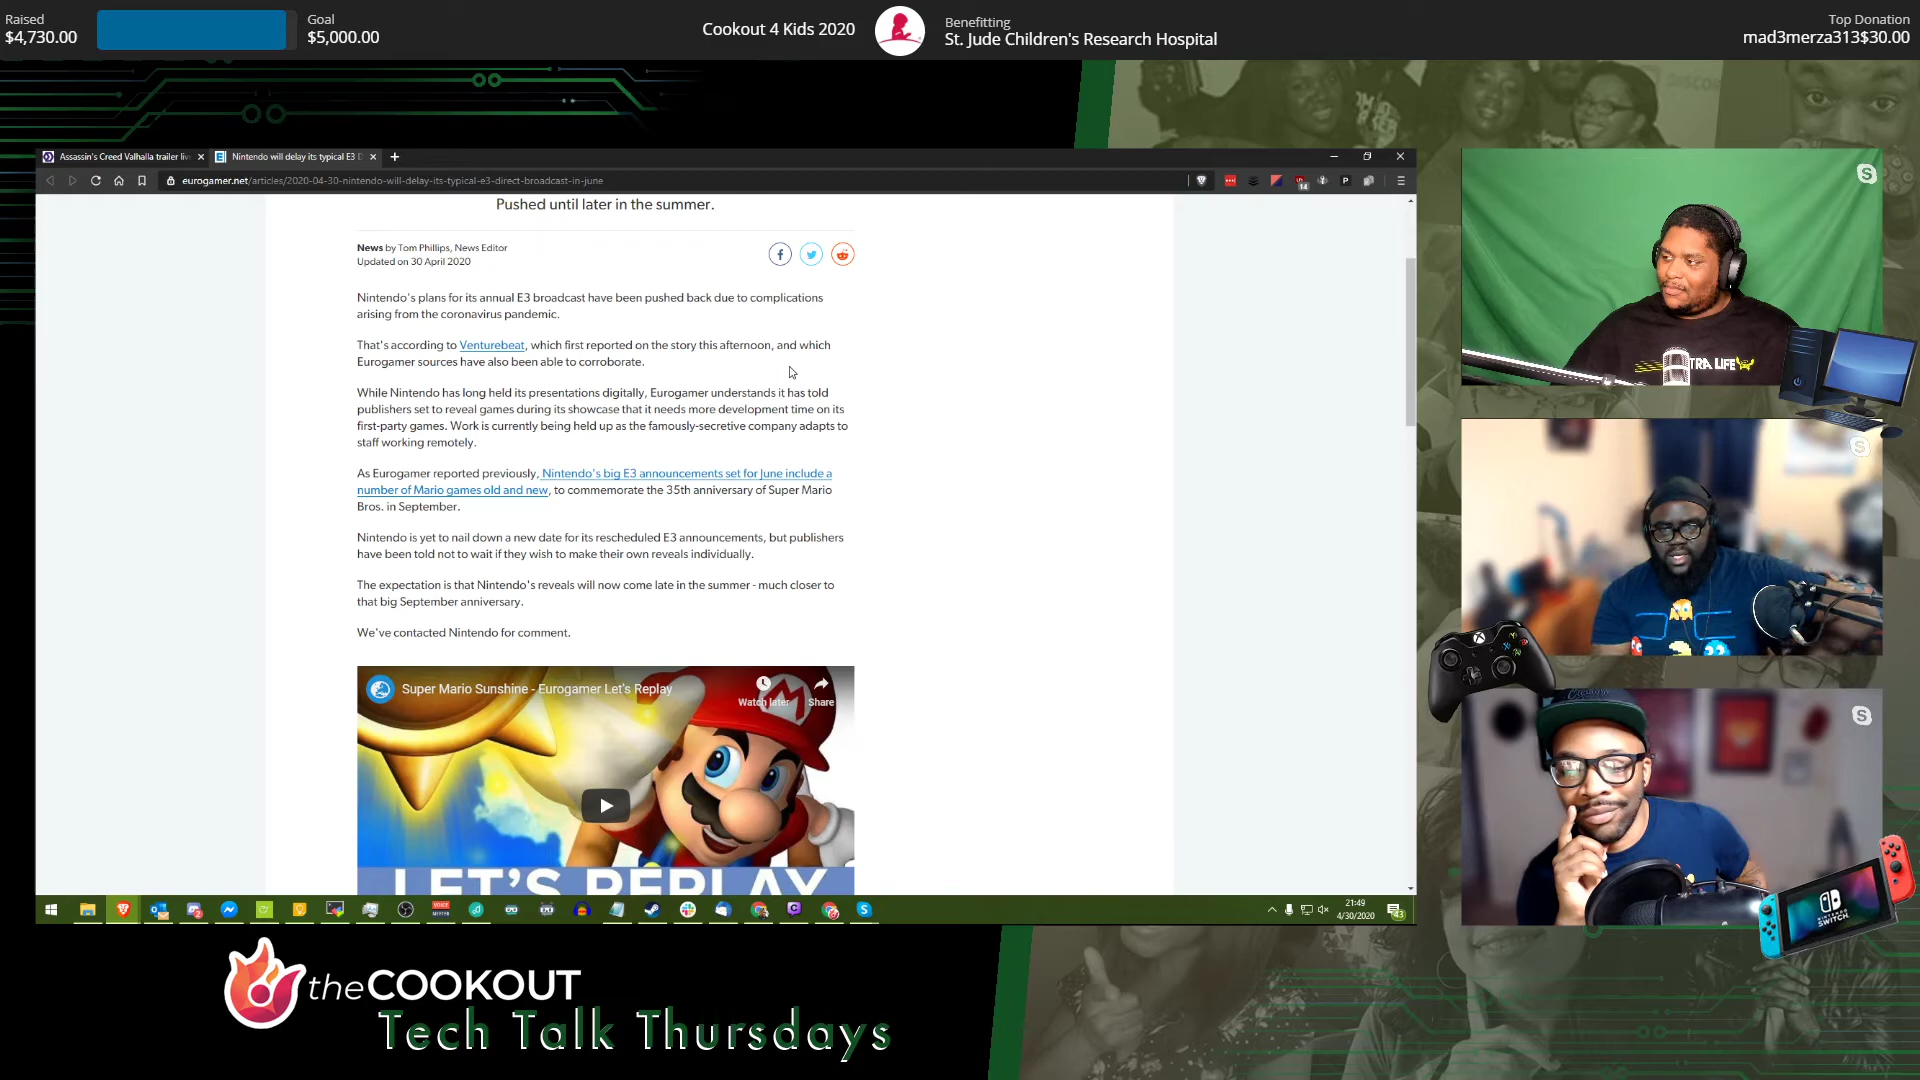 Raised
$4,730.00
Goal
$5,000.00
Cookout 4 Kids 2020
Benefitting
St. Jude Children's Research Hospital
Top Donation
mad3merza313$30.00
Assassin's Creed Valhalla trailer liv
Nintendo will delay its typical E3 D
eurogamer.net/articles/2020-04-30-nintendo-will-delay-its-typical-e3-direct-broadcast-in-june
14
P
Pushed until later in the summer.
News by Tom Phillips, News Editor
Updated on 30 April 2020
Nintendo's plans for its annual E3 broadcast have been pushed back due to complications
arising from the coronavirus pandemic.
That's according to Venturebeat, which first reported on the story this afternoon, and which
Eurogamer sources have also been able to corroborate.
While Nintendo has long held its presentations digitally, Eurogamer understands it has told
publishers set to reveal games during its showcase that it needs more development time on its
first-party games. Work is currently being held up as the famously-secretive company adapts to
staff working remotely.
As Eurogamer reported previously, Nintendo's big E3 announcements set for June include a
number of Mario games old and new, to commemorate the 35th anniversary of Super Mario
Bros. in September.
Nintendo is yet to nail down a new date for its rescheduled E3 announcements, but publishers
have been told not to wait if they wish to make their own reveals individually.
The expectation is that Nintendo's reveals will now come late in the summer - much closer to
that big September anniversary.
We've contacted Nintendo for comment.
Super Mario Sunshine - Eurogamer Let's Replay
Watch later
Share
M
LET'S REPLAY
21:49
4/30/2020
43
TRA LIFE
NINTENDO
SWITCH
theCOOKOUT
Tech Talk Thursdays